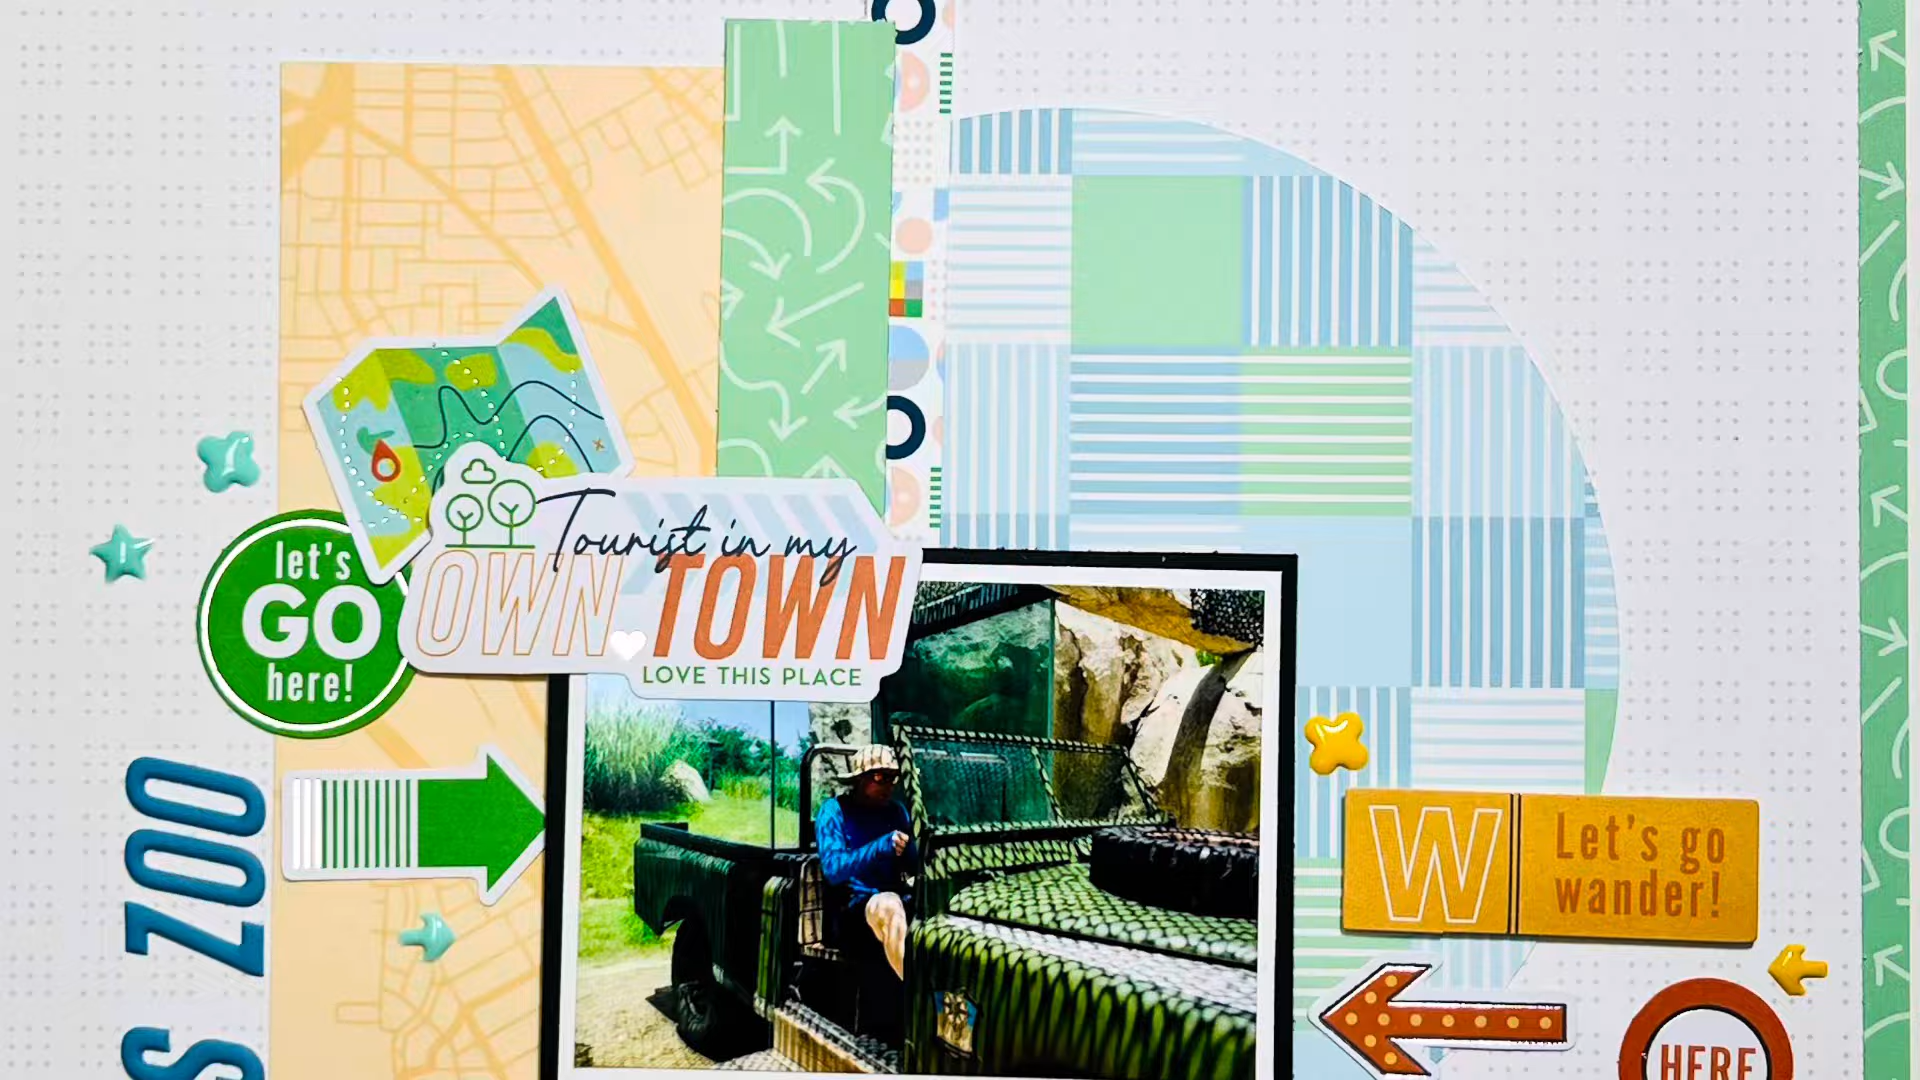 Tourist in my
OWN TOWN
LOVE THIS PLACE
let's
GO
here!
S ZOO
W
Let's go
wander!
HERE